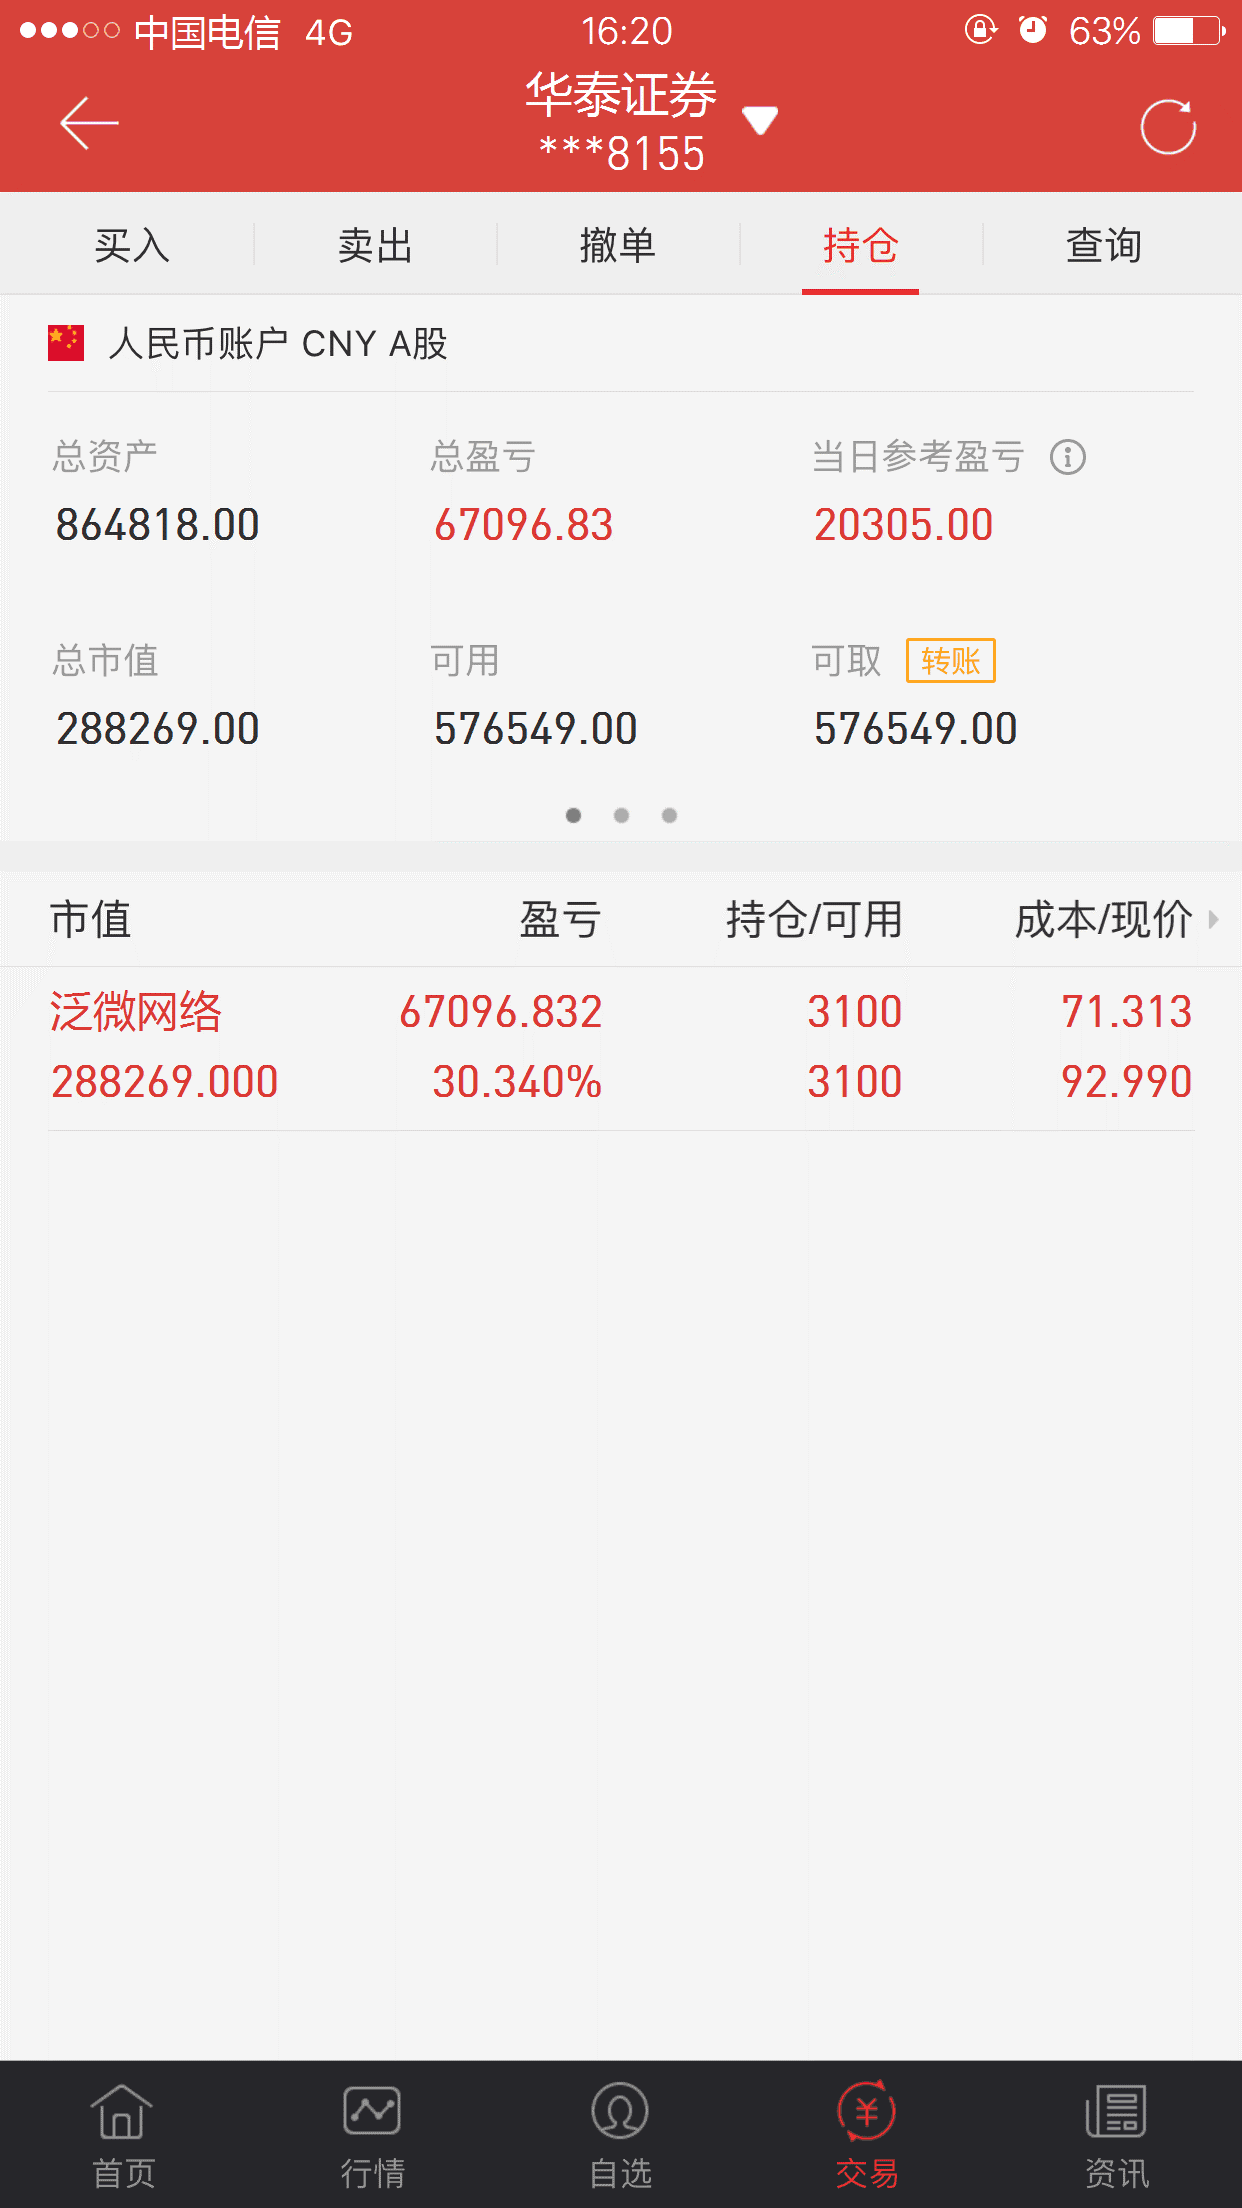 中国电信 4G 16:20 63%
华泰证券
***8155
买入 卖出 撤单 持仓 查询
人民币账户 CNY A股
总资产 总盈亏 当日参考盈亏
864818.00 67096.83 20305.00
总市值 可用 可取 转账
288269.00 576549.00 576549.00
市值 盈亏 持仓/可用 成本/现价
泛微网络 67096.832 3100 71.313
288269.000 30.340% 3100 92.990
首页 行情 自选 交易 资讯